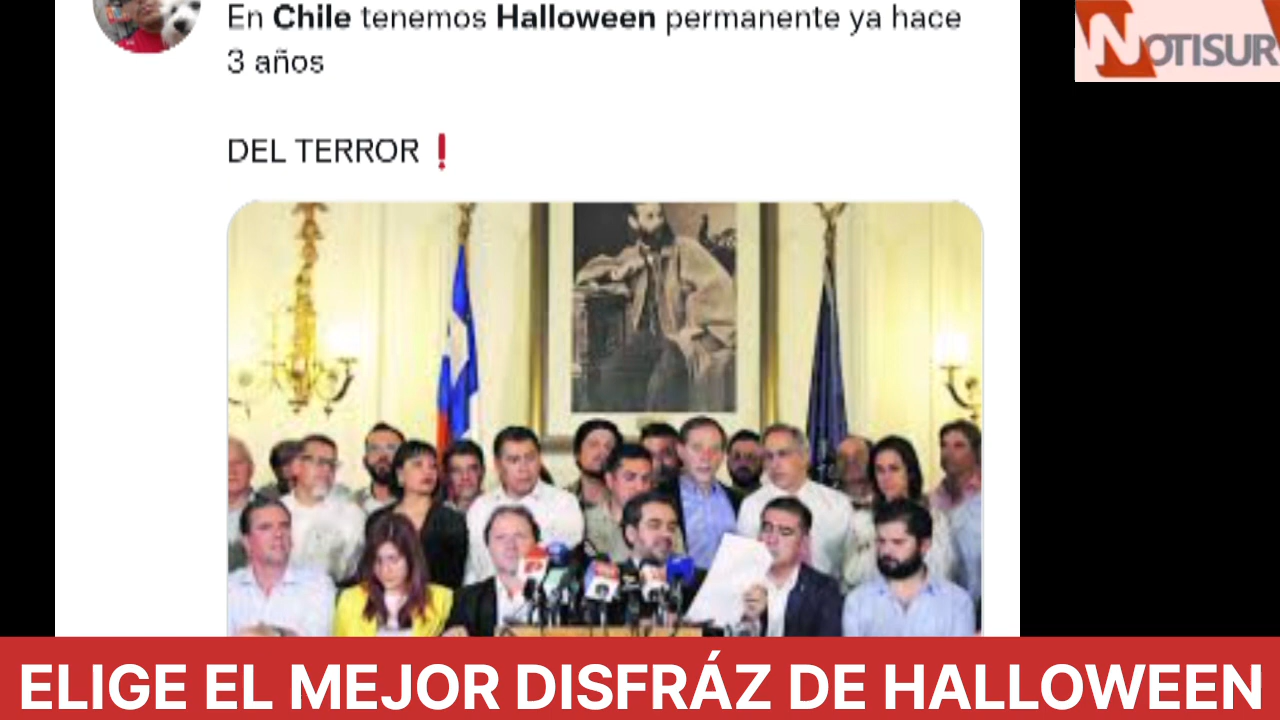 En Chile tenemos Halloween permanente ya hace
3 años
DEL TERROR❗
NOTISUR
ELIGE EL MEJOR DISFRÁZ DE HALLOWEEN